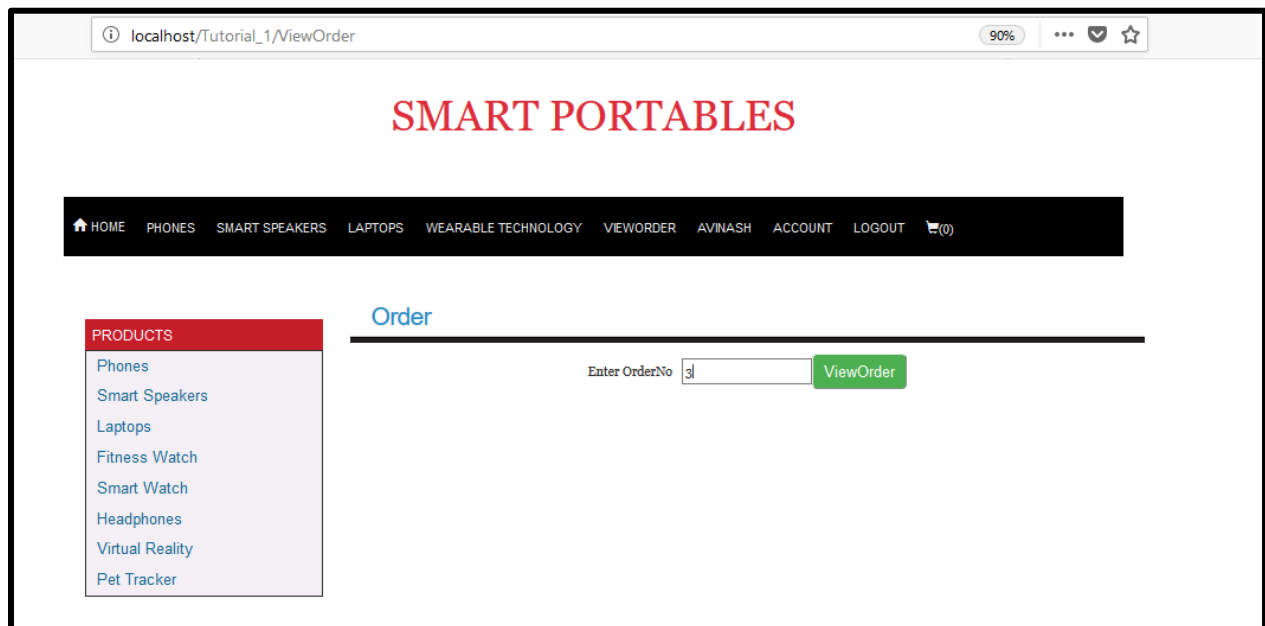 localhost/Tutorial_1/ViewOrder
90%
SMART PORTABLES
HOME PHONES SMART SPEAKERS LAPTOPS WEARABLE TECHNOLOGY VIEWORDER AVINASH ACCOUNT LOGOUT (0)
PRODUCTS
Phones
Smart Speakers
Laptops
Fitness Watch
Smart Watch
Headphones
Virtual Reality
Pet Tracker
Order
Enter OrderNo 3 ViewOrder